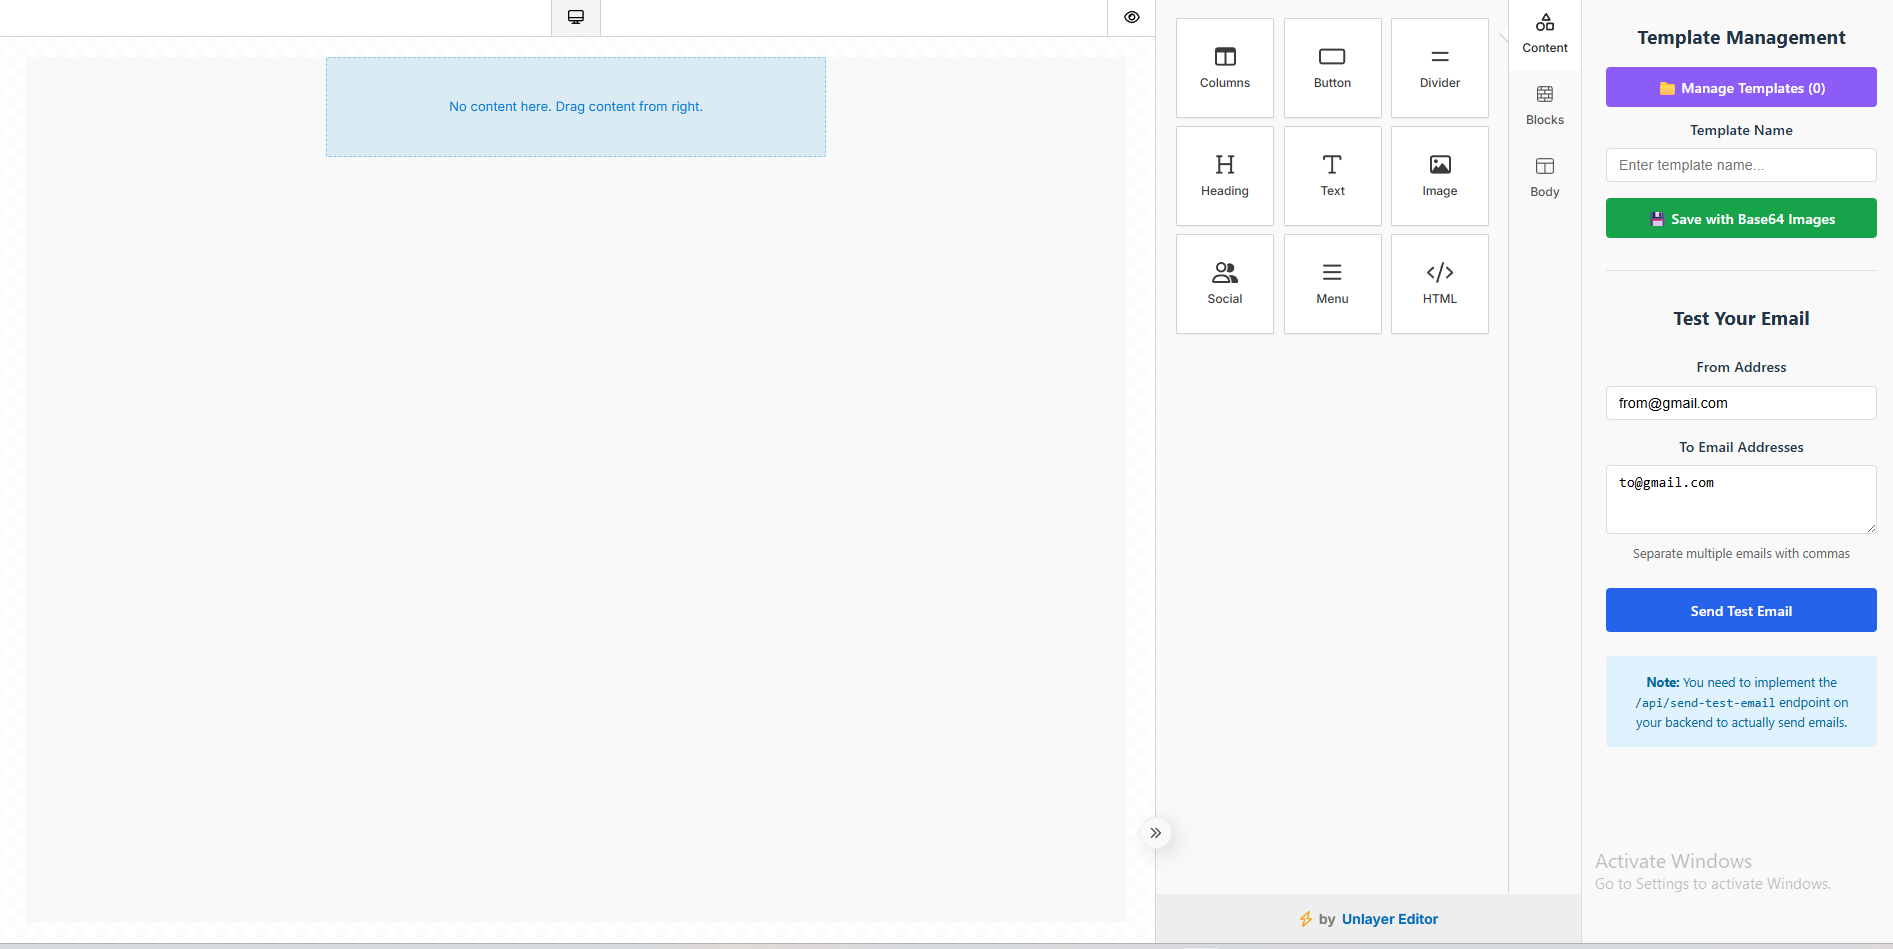 No content here. Drag content from right.
Columns
Button
Divider
Heading
Text
Image
Social
Menu
HTML
by Unlayer Editor
Content
Blocks
Body
Template Management
Manage Templates (0)
Template Name
Enter template name...
Save with Base64 Images
Test Your Email
From Address
from@gmail.com
To Email Addresses
to@gmail.com
Separate multiple emails with commas
Send Test Email
Note: You need to implement the
/api/send-test-email endpoint on
your backend to actually send emails.
Activate Windows
Go to Settings to activate Windows.